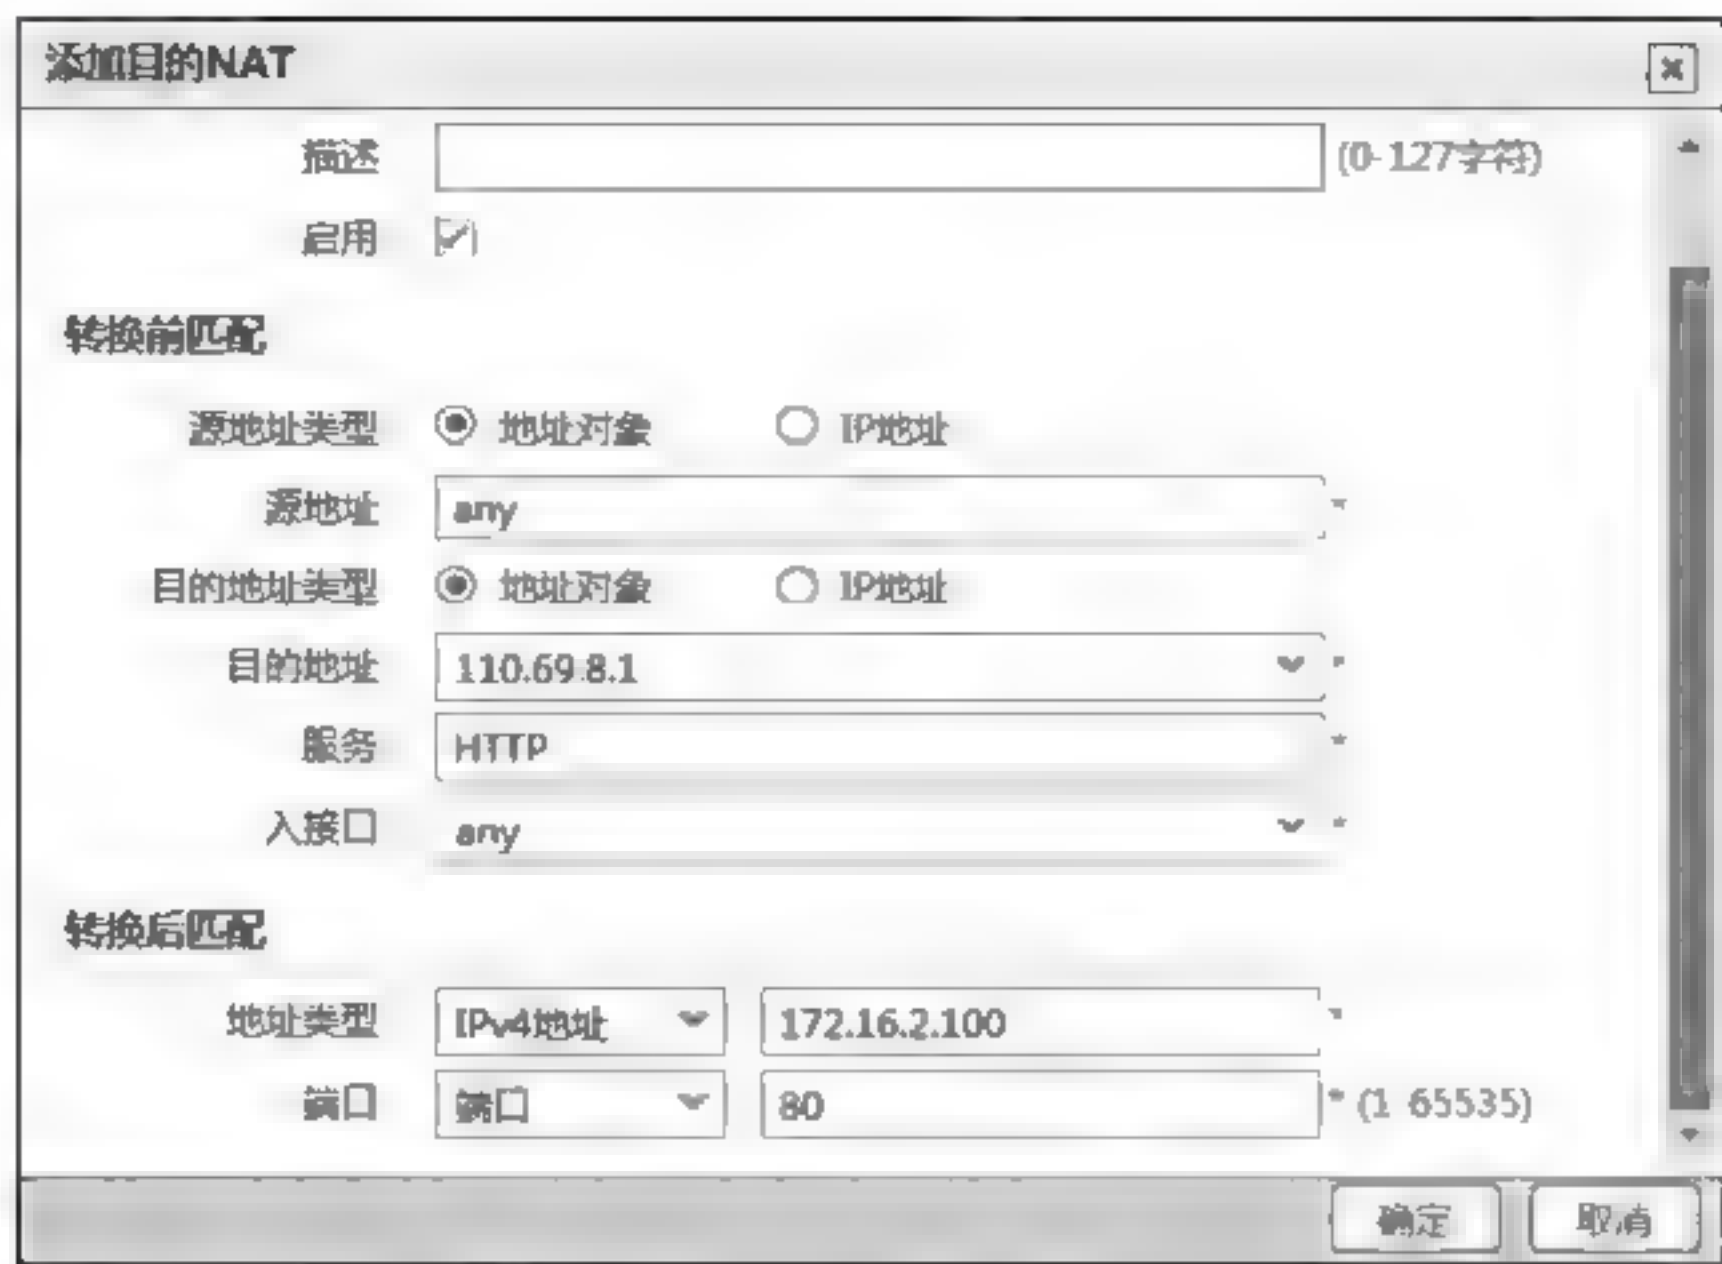 添加目的NAT
描述 (0-127字符)
启用
转换前匹配
源地址类型 地址对象 IP地址
源地址 any *
目的地址类型 地址对象 IP地址
目的地址 110.69.8.1 *
服务 HTTP *
入接口 any *
转换后匹配
地址类型 IPv4地址 172.16.2.100 *
端口 端口 80 * (1-65535)
确定 取消